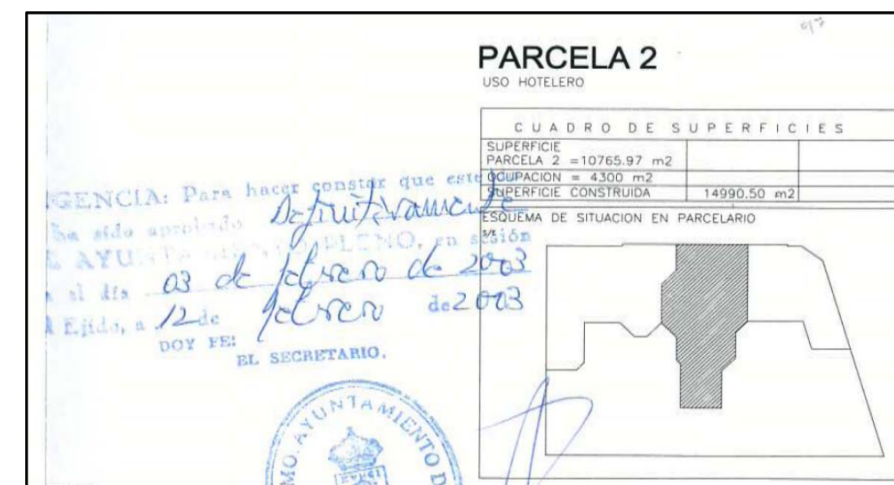 PARCELA 2
USO HOTELERO
CUADRO DE SUPERFICIES
SUPERFICIE
PARCELA 2 =10765.97 m2
OCUPACION = 4300 m2
SUPERFICIE CONSTRUIDA 14990.50 m2
ESQUEMA DE SITUACION EN PARCELARIO
GENCIA: Para hacer constar que este
ha sido aprobado Definitivamente
AYUNTAMIENTO PLENO, en sesión
el día 03 de febrero de 2003
Ejido, a 12 de febrero de 2003
DOY FE:
EL SECRETARIO.
MO. AYUNTAMIENTO D